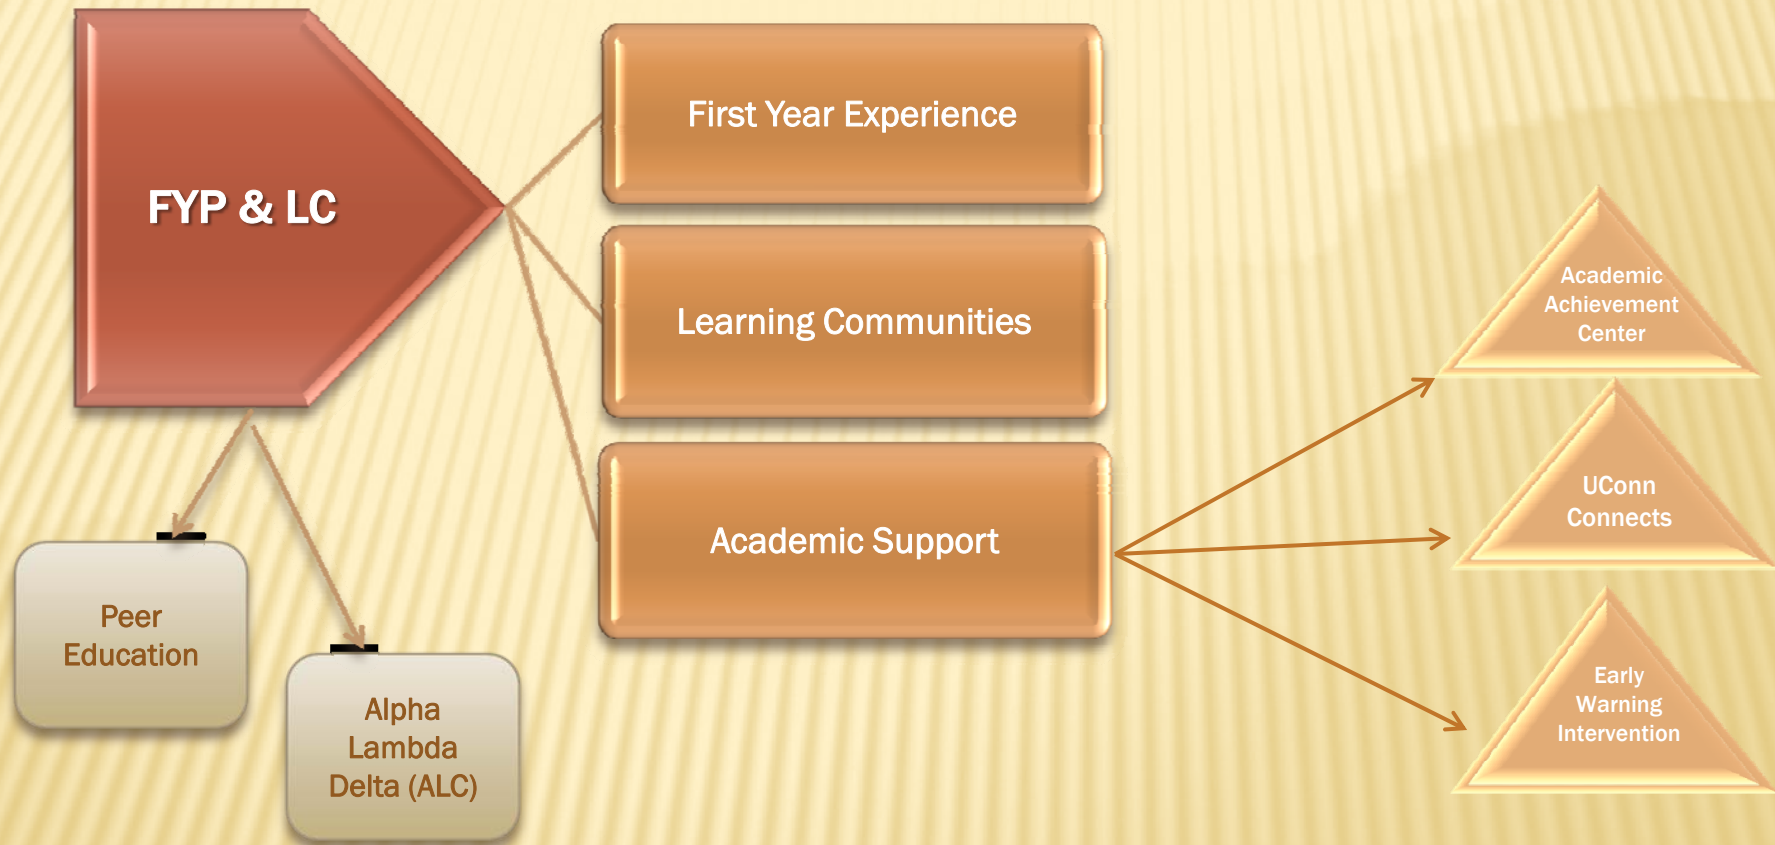 FYP & LC
First Year Experience
Learning Communities
Academic Support
Academic
Achievement
Center
UConn
Connects
Early
Warning
Intervention
Peer
Education
Alpha
Lambda
Delta (ALC)